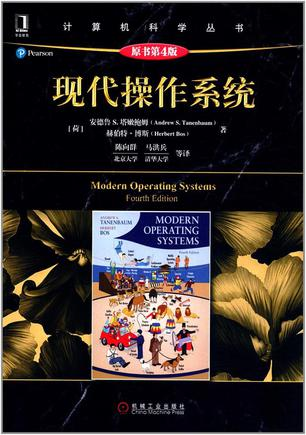 计算机科学丛书
原书第4版
Pearson
现代操作系统
[荷] 安德鲁 S. 塔嫩鲍姆 (Andrew S. Tanenbaum)
赫伯特·博斯 (Herbert Bos) 著
陈向群 马洪兵 等译
北京大学 清华大学
Modern Operating Systems
Fourth Edition
ANDREW S.
TANENBAUM
HERBERT
BOS
MODERN
OPERATING
SYSTEMS
Fourth Edition
机械工业出版社
China Machine Press